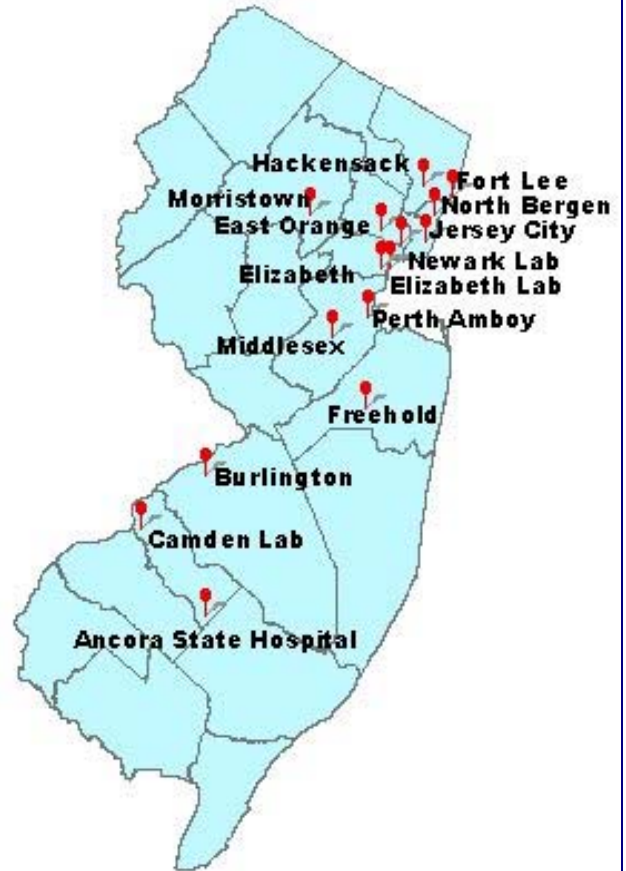 Hackensack
Fort Lee
Morristown
North Bergen
East Orange
Jersey City
Newark Lab
Elizabeth
Elizabeth Lab
Perth Amboy
Middlesex
Freehold
Burlington
Camden Lab
Ancora State Hospital